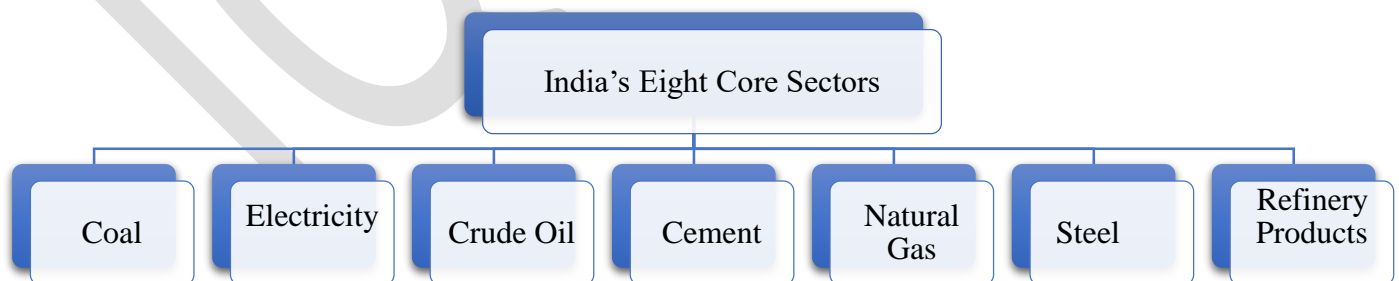 India’s Eight Core Sectors
Coal
Electricity
Crude Oil
Cement
Natural
Gas
Steel
Refinery
Products